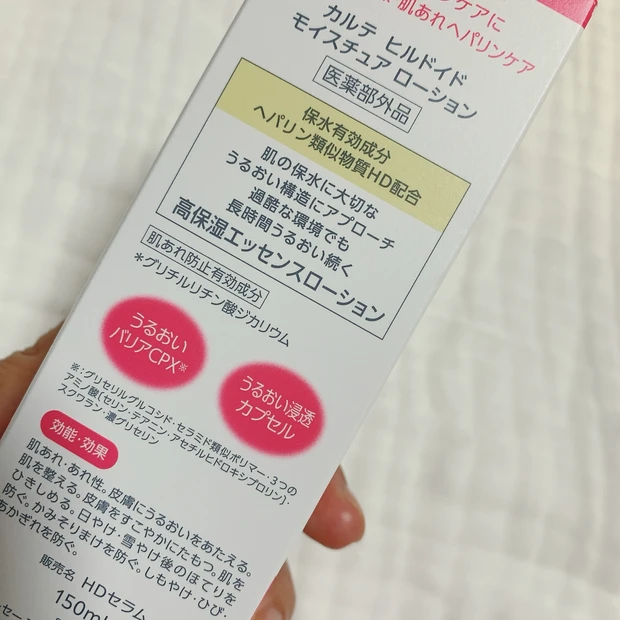 ンケアに
肌あれヘパリンケア
カルテ ヒルドイド
モイスチュア ローション
医薬部外品
保水有効成分
ヘパリン類似物質HD配合
肌の保水に大切な
うるおい構造にアプローチ
過酷な環境でも
長時間うるおい続く
高保湿エッセンスローション
肌あれ防止有効成分
*グリチルリチン酸ジカリウム
うるおい
バリアCPX※
うるおい浸透
カプセル
※:グリセリルグルコシド・セラミド類似ポリマー・3つの
アミノ酸(セリン・テアニン・アセチルヒドロキシプロリン)・
スクワラン・濃グリセリン
効能・効果
肌あれ・あれ性。皮膚にうるおいをあたえる。
肌を整える。皮膚をすこやかにたもつ。肌を
ひきしめる。日やけ・雪やけ後のほてりを
防ぐ。かみそりまけを防ぐ。しもやけ・ひび・
あかぎれを防ぐ。
販売名 HDセラム
150m